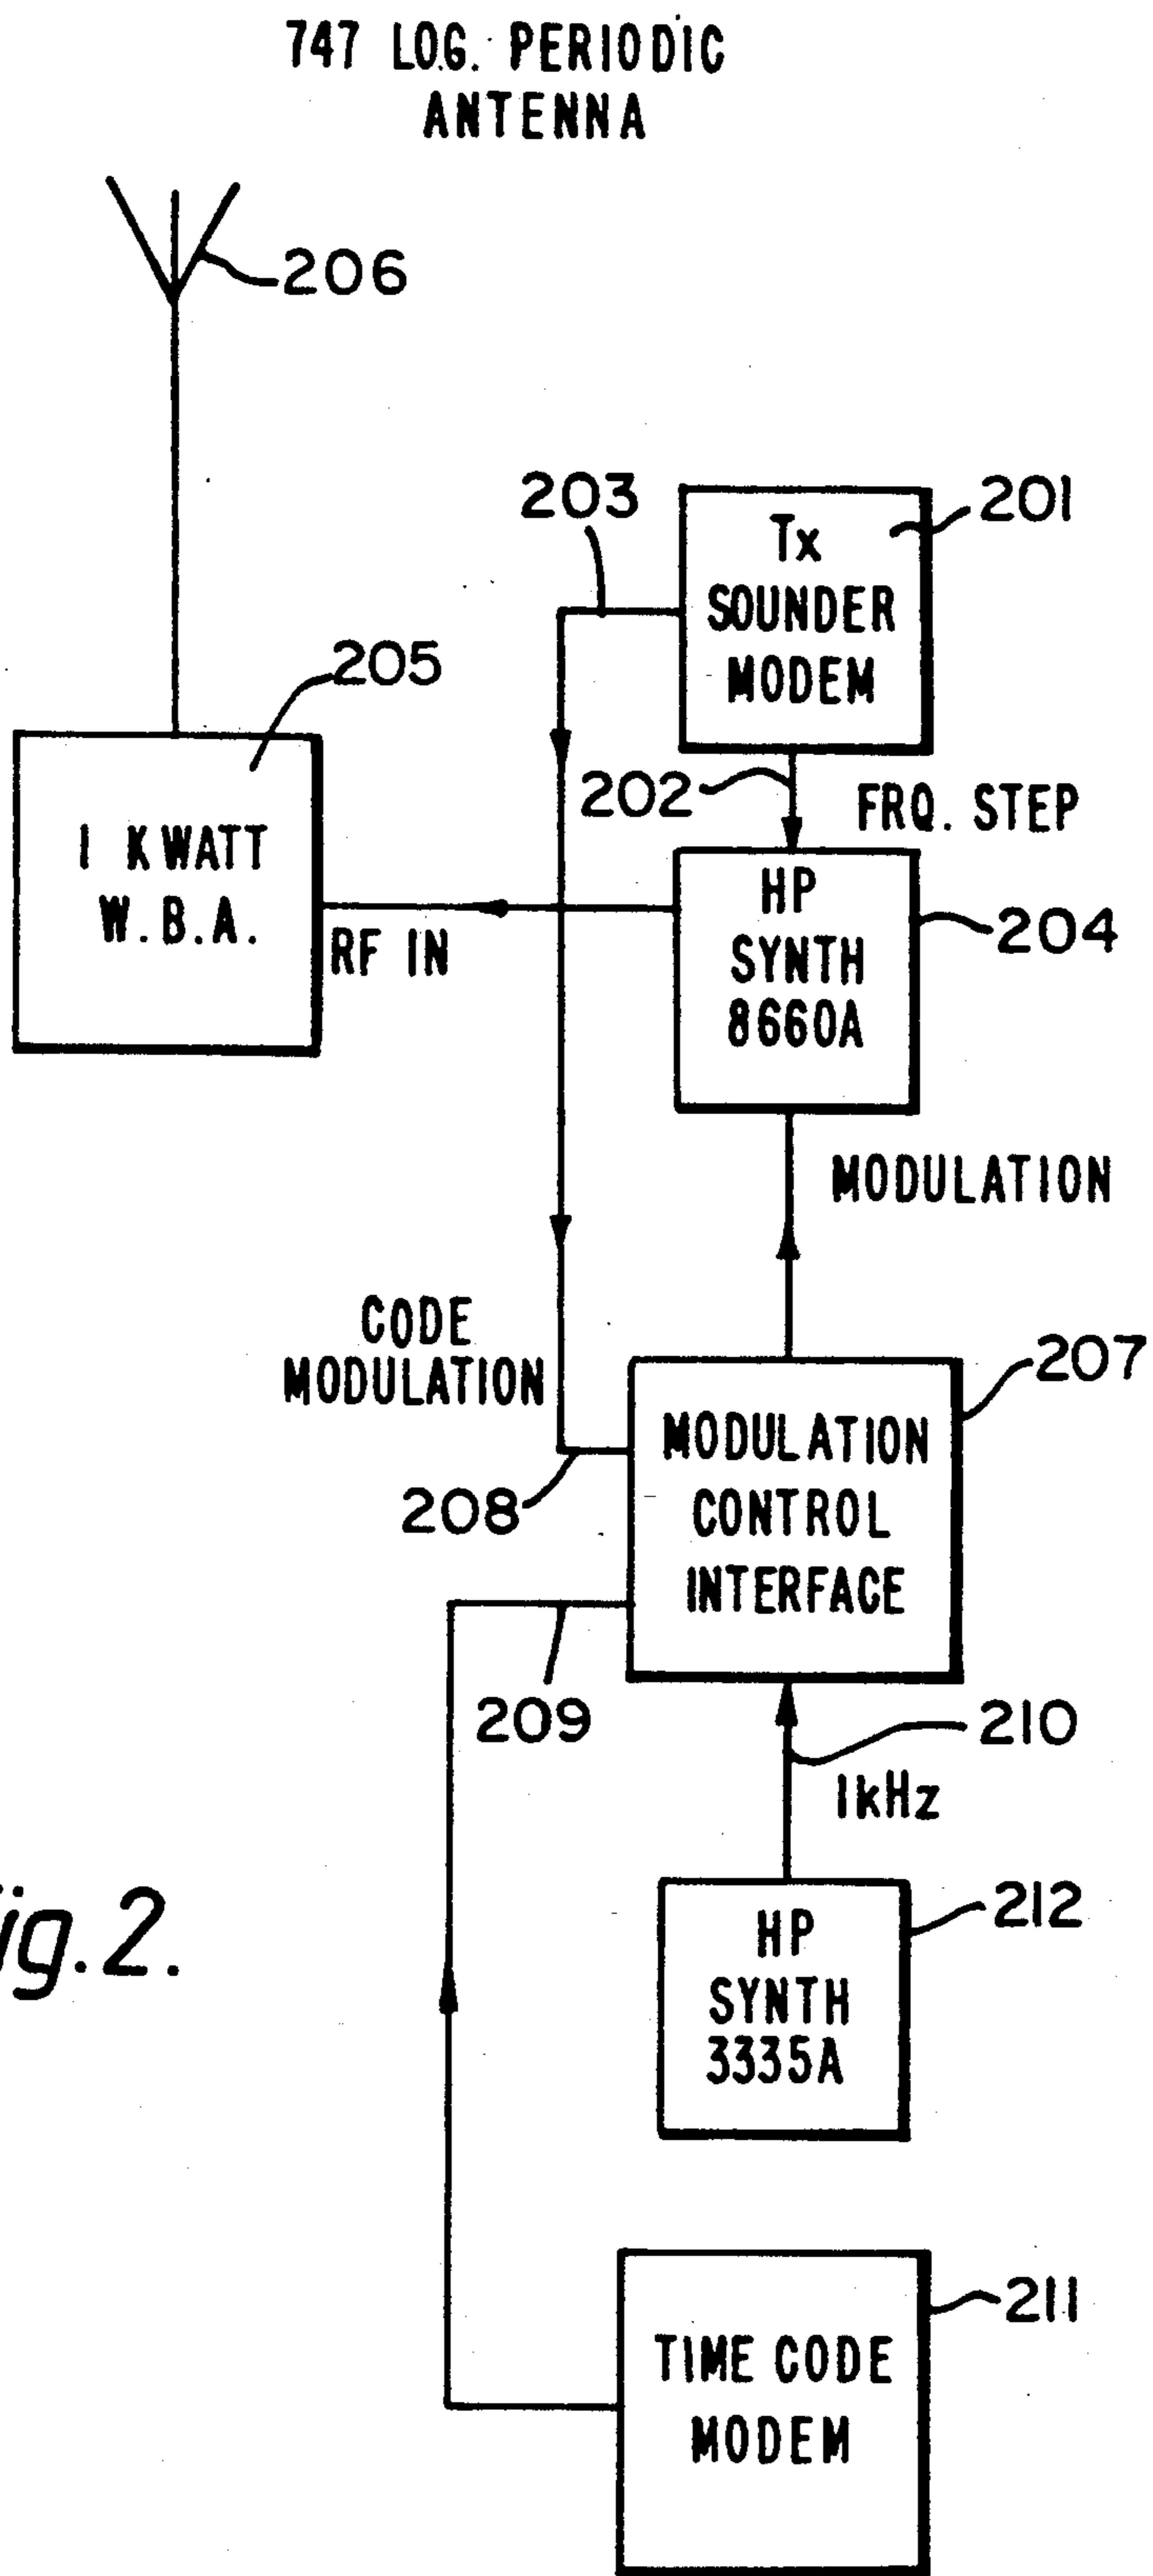 747 LOG. PERIODIC
ANTENNA
206
203
201
Tx
SOUNDER
MODEM
205
202
FRQ. STEP
1 KWATT
W.B.A.
RF IN
HP
SYNTH
8660A
204
MODULATION
CODE
MODULATION
207
MODULATION
CONTROL
INTERFACE
208
209
210
1kHz
HP
SYNTH
3335A
212
ig.2.
211
TIME CODE
MODEM